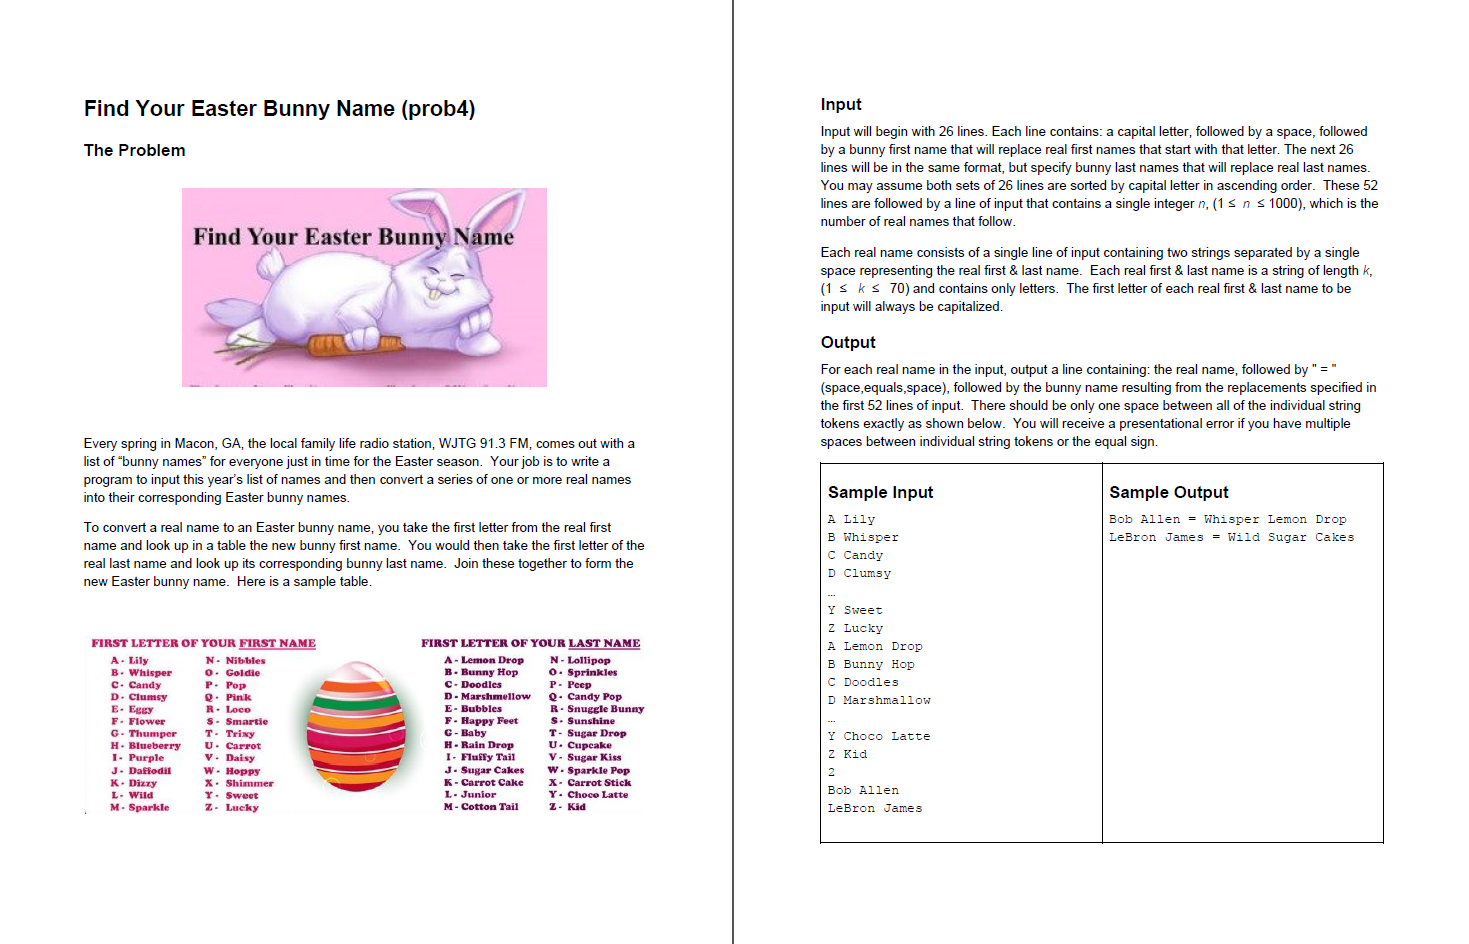 Find Your Easter Bunny Name (prob4)
The Problem
Find Your Easter Bunny Name
Every spring in Macon, GA, the local family life radio station, WJTG 91.3 FM, comes out with a
list of “bunny names” for everyone just in time for the Easter season.  Your job is to write a
program to input this year’s list of names and then convert a series of one or more real names
into their corresponding Easter bunny names.
To convert a real name to an Easter bunny name, you take the first letter from the real first
name and look up in a table the new bunny first name.  You would then take the first letter of the
real last name and look up its corresponding bunny last name.  Join these together to form the
new Easter bunny name.  Here is a sample table.
FIRST LETTER OF YOUR FIRST NAME
A - Lily
B - Whisper
C - Candy
D - Clumsy
E - Eggy
F - Flower
G - Thumper
H - Blueberry
I - Purple
J - Daffodil
K - Dizzy
L - Wild
M - Sparkle
N - Nibbles
O - Goldie
P - Pop
Q - Pink
R - Loco
S - Smartie
T - Trixy
U - Carrot
V - Daisy
W - Hoppy
X - Shimmer
Y - Sweet
Z - Lucky
FIRST LETTER OF YOUR LAST NAME
A - Lemon Drop
B - Bunny Hop
C - Doodles
D - Marshmellow
E - Bubbles
F - Happy Feet
G - Baby
H - Rain Drop
I - Fluffy Tail
J - Sugar Cakes
K - Carrot Cake
L - Junior
M - Cotton Tail
N - Lollipop
O - Sprinkles
P - Peep
Q - Candy Pop
R - Snuggle Bunny
S - Sunshine
T - Sugar Drop
U - Cupcake
V - Sugar Kiss
W - Sparkle Pop
X - Carrot Stick
Y - Choco Latte
Z - Kid
Input
Input will begin with 26 lines. Each line contains: a capital letter, followed by a space, followed
by a bunny first name that will replace real first names that start with that letter. The next 26
lines will be in the same format, but specify bunny last names that will replace real last names.
You may assume both sets of 26 lines are sorted by capital letter in ascending order.  These 52
lines are followed by a line of input that contains a single integer n, (1 ≤ n ≤ 1000), which is the
number of real names that follow.
Each real name consists of a single line of input containing two strings separated by a single
space representing the real first & last name.  Each real first & last name is a string of length k,
(1 ≤ k ≤ 70) and contains only letters.  The first letter of each real first & last name to be
input will always be capitalized.
Output
For each real name in the input, output a line containing: the real name, followed by " = "
(space,equals,space), followed by the bunny name resulting from the replacements specified in
the first 52 lines of input.  There should be only one space between all of the individual string
tokens exactly as shown below.  You will receive a presentational error if you have multiple
spaces between individual string tokens or the equal sign.
Sample Input
A Lily
B Whisper
C Candy
D Clumsy
…
Y Sweet
Z Lucky
A Lemon Drop
B Bunny Hop
C Doodles
D Marshmallow
…
Y Choco Latte
Z Kid
2
Bob Allen
LeBron James
Sample Output
Bob Allen = Whisper Lemon Drop
LeBron James = Wild Sugar Cakes